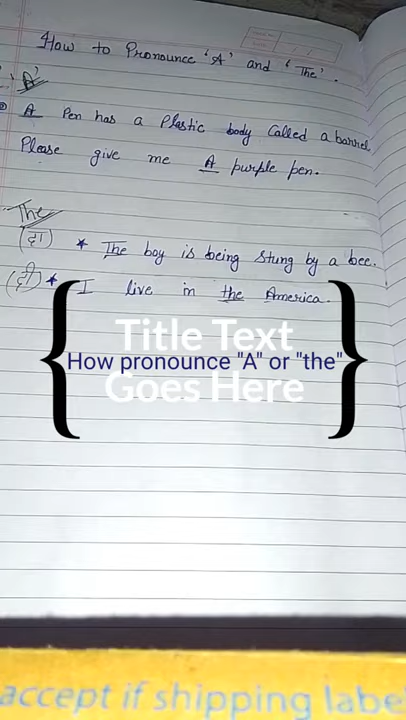 How to Pronounce 'A' and 'The'.
'A'
A Pen has a Plastic body Called a barrel
Please give me A purple pen.
The
(दा) * The boy is being Stung by a bee.
(दी) * I live in the America.
{ Title Text }
How pronounce "A" or "the"
Goes Here
accept if shipping label